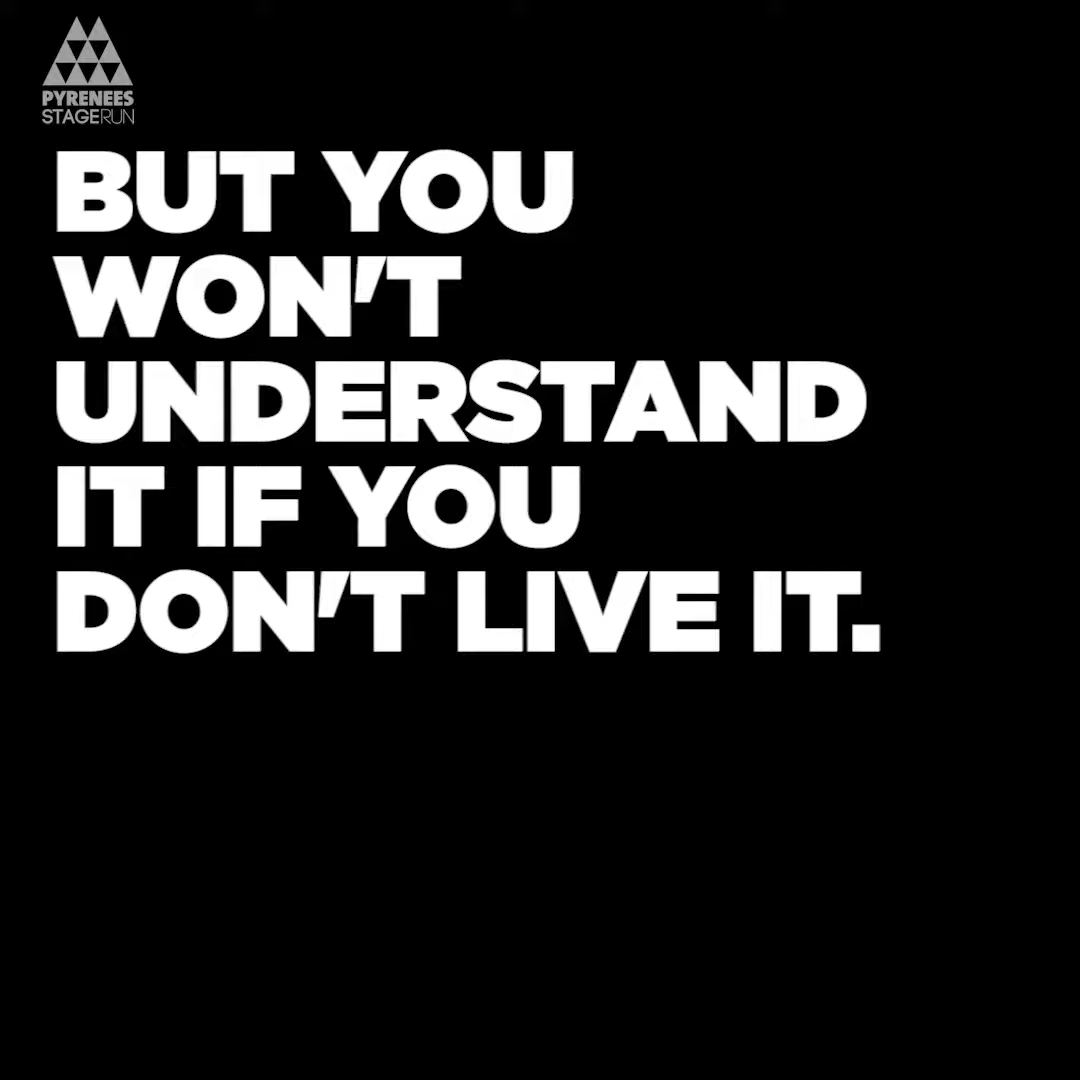 PYRENEES
STAGERUN
BUT YOU
WON'T
UNDERSTAND
IT IF YOU
DON'T LIVE IT.